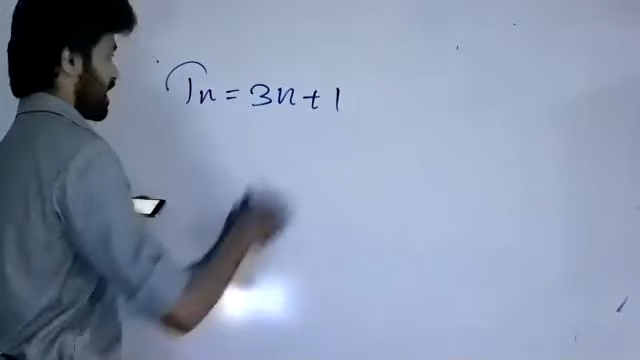 Tn = 3n + 1